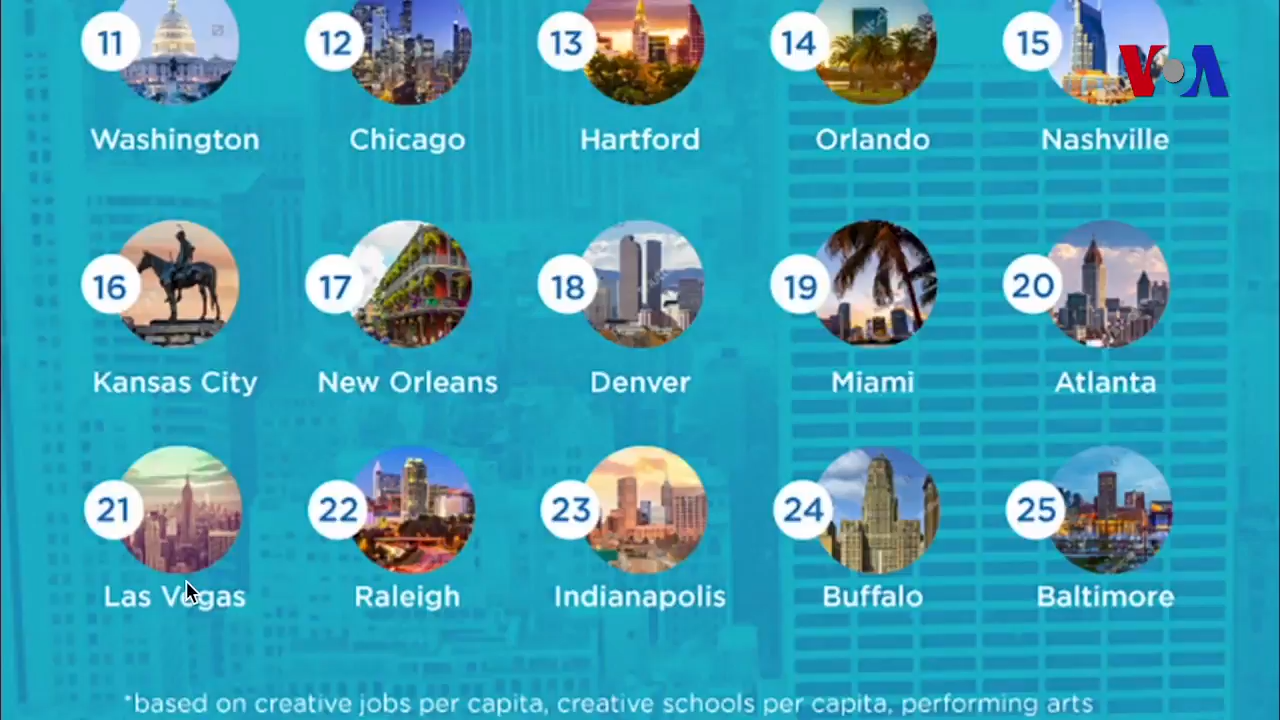 11 12 13 14 15
VOA
Washington Chicago Hartford Orlando Nashville
16 17 18 19 20
Kansas City New Orleans Denver Miami Atlanta
21 22 23 24 25
Las Vegas Raleigh Indianapolis Buffalo Baltimore
*based on creative jobs per capita, creative schools per capita, performing arts